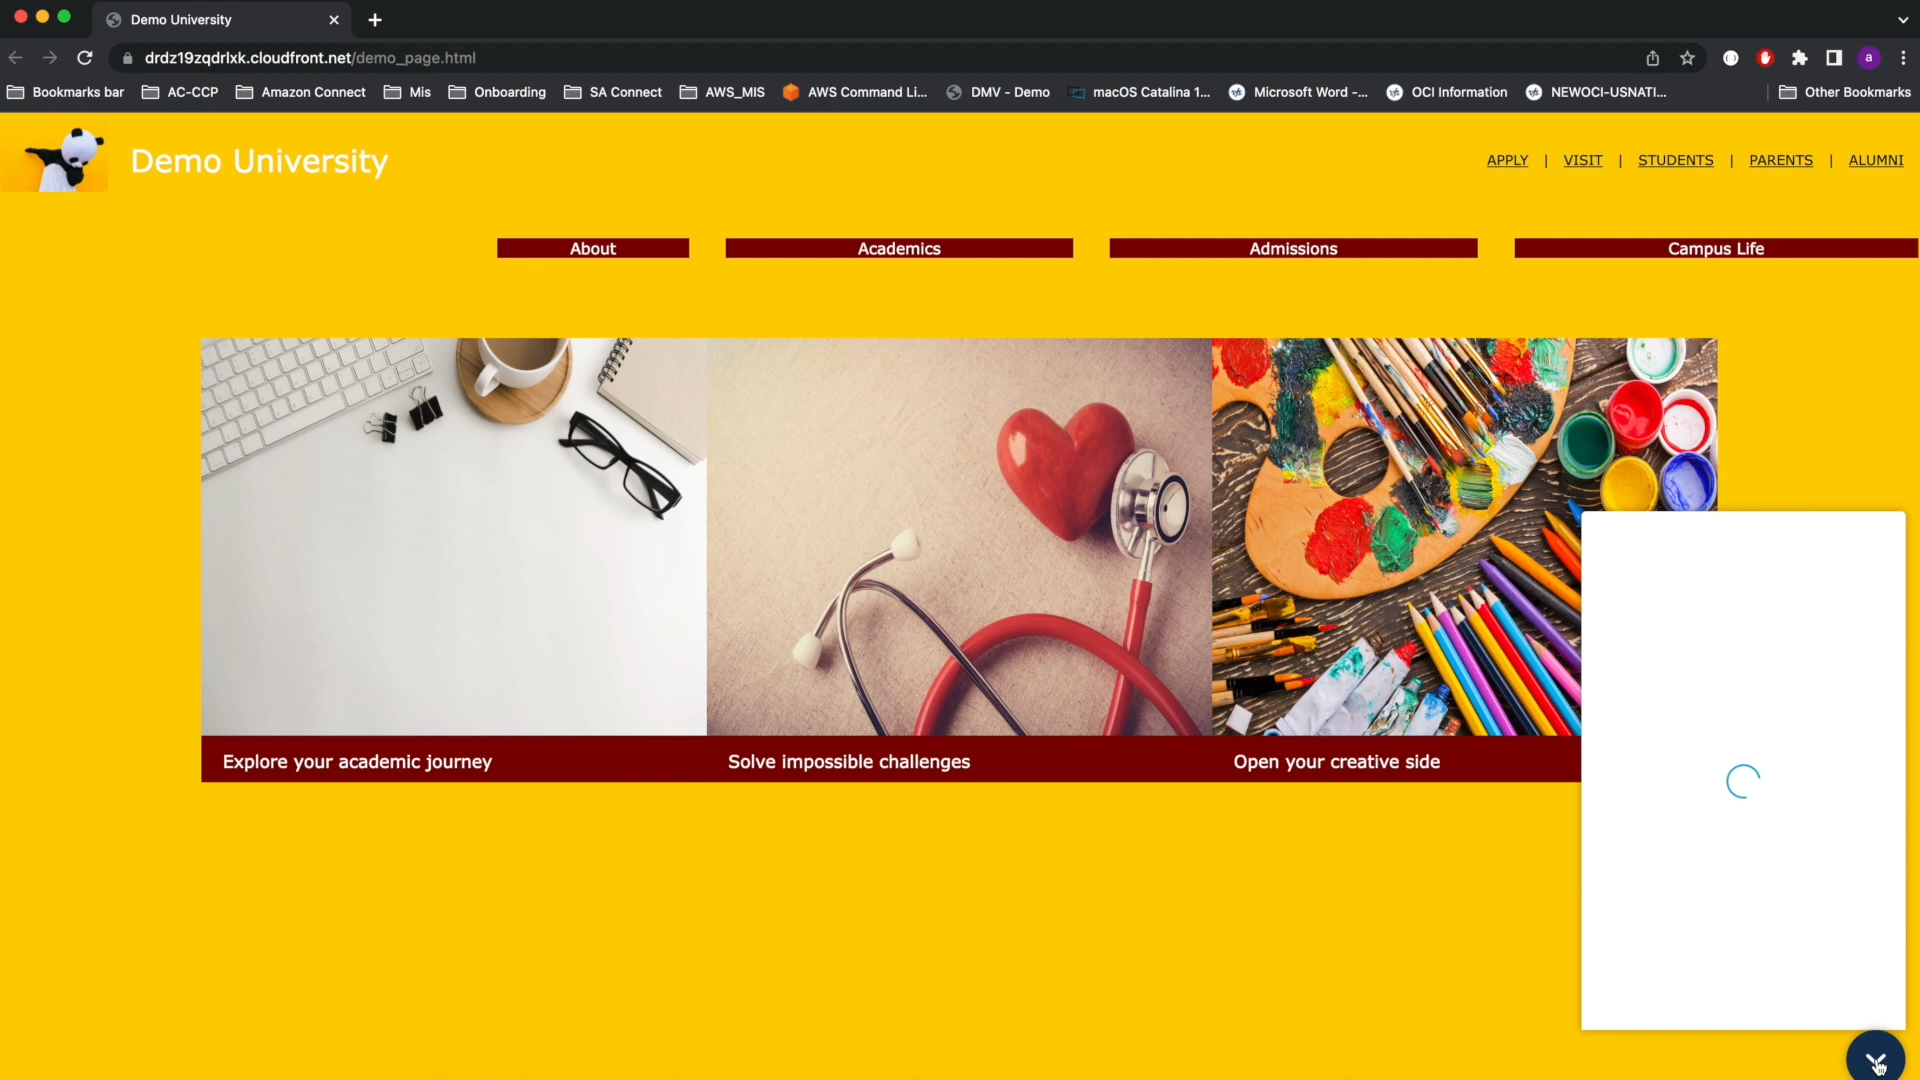 Demo University
drdz19zqdrlxk.cloudfront.net/demo_page.html
a
Bookmarks bar AC-CCP Amazon Connect Mis Onboarding SA Connect AWS_MIS AWS Command Li... DMV - Demo macOS Catalina 1... Microsoft Word -... OCI Information NEWOCI-USNATI... Other Bookmarks
Demo University
APPLY | VISIT | STUDENTS | PARENTS | ALUMNI
About Academics Admissions Campus Life
Explore your academic journey
Solve impossible challenges
Open your creative side